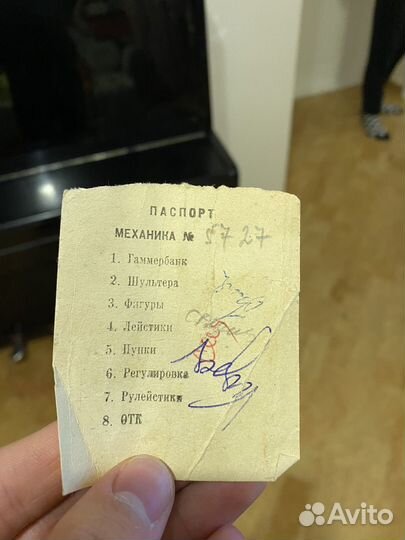 ПАСПОРТ
МЕХАНИКА № 5727
1. Гаммербанк
2. Шультера
3. Фигуры
4. Лейстики
5. Пунки
6. Регулировка
7. Рулейстики
8. ОТК
Avito